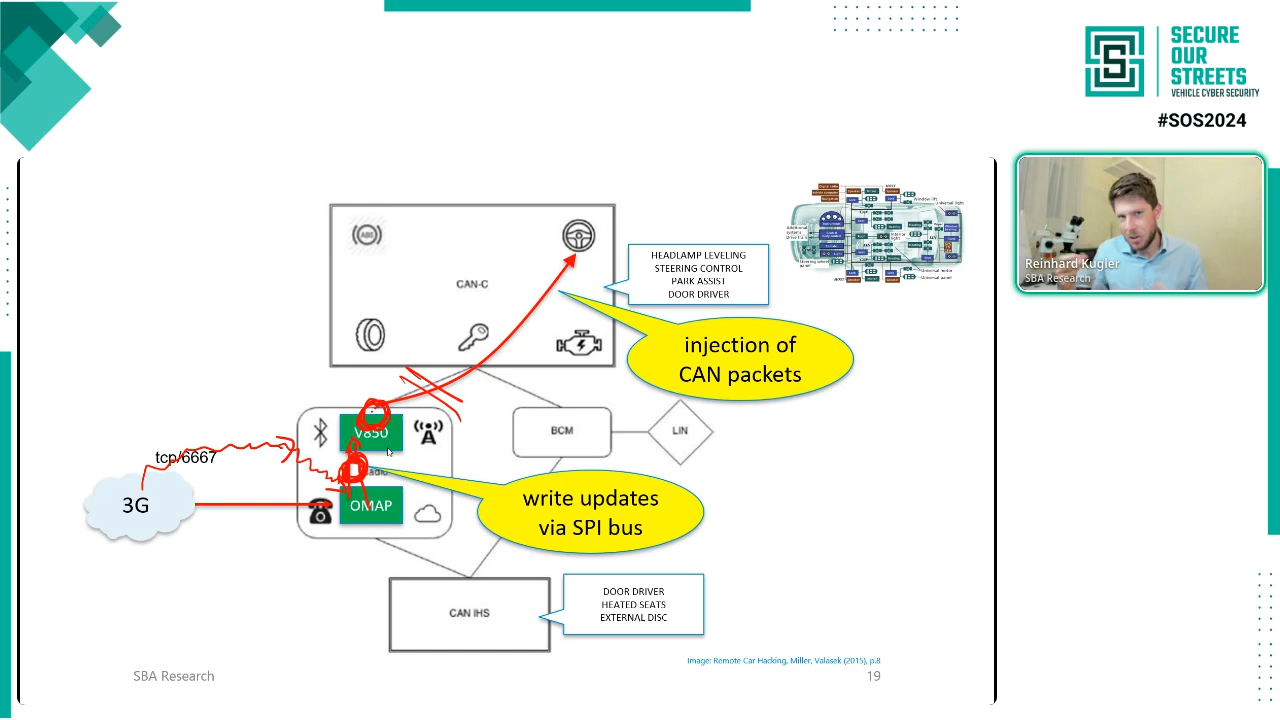 SECURE
OUR
STREETS
VEHICLE CYBER SECURITY
#SOS2024
Reinhard Kugler
SBA Research
ABS
CAN-C
HEADLAMP LEVELING
STEERING CONTROL
PARK ASSIST
DOOR DRIVER
injection of
CAN packets
V850
BCM
LIN
tcp/6667
3G
OMAP
write updates
via SPI bus
CAN IHS
DOOR DRIVER
HEATED SEATS
EXTERNAL DISC
Image: Remote Car Hacking, Miller, Valasek (2015), p.8
SBA Research
19